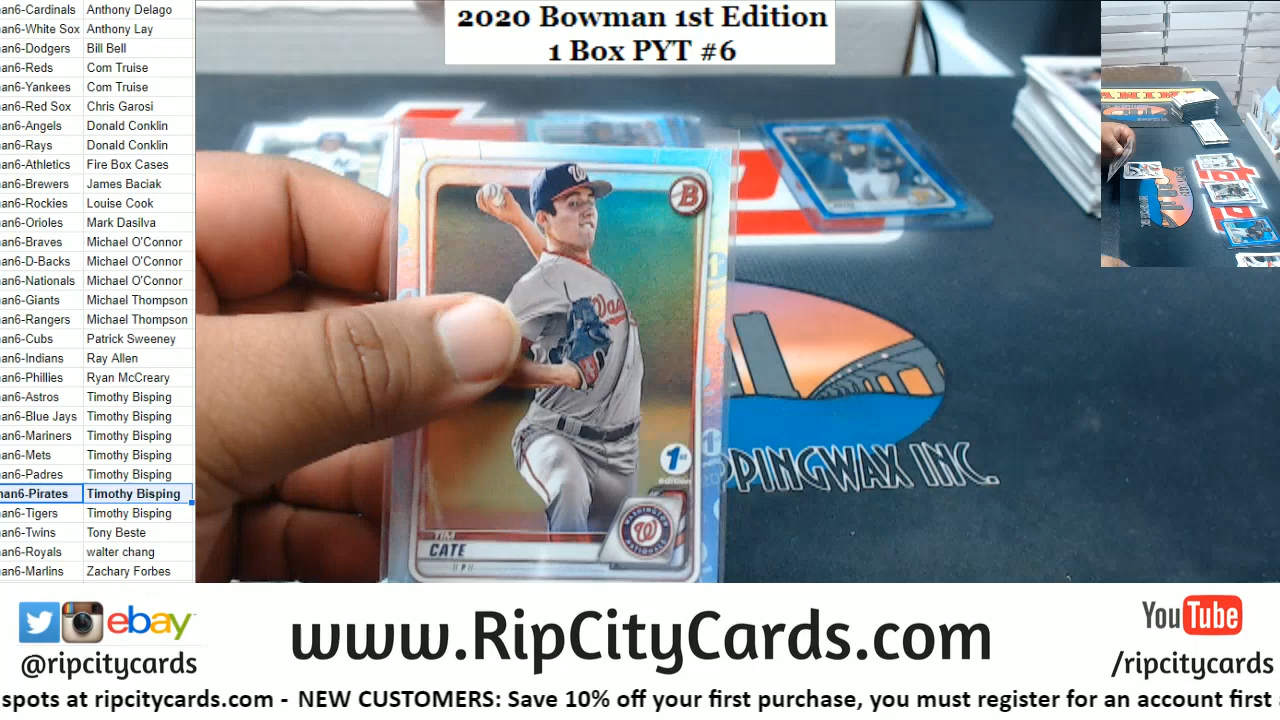 2020 Bowman 1st Edition
1 Box PYT #6
an6-Cardinals Anthony Delago
an6-White Sox Anthony Lay
an6-Dodgers Bill Bell
an6-Reds Com Truise
an6-Yankees Com Truise
an6-Red Sox Chris Garosi
an6-Angels Donald Conklin
an6-Rays Donald Conklin
an6-Athletics Fire Box Cases
an6-Brewers James Baciak
an6-Rockies Louise Cook
an6-Orioles Mark Dasilva
an6-Braves Michael O'Connor
an6-D-Backs Michael O'Connor
an6-Nationals Michael O'Connor
an6-Giants Michael Thompson
an6-Rangers Michael Thompson
an6-Cubs Patrick Sweeney
an6-Indians Ray Allen
an6-Phillies Ryan McCreary
an6-Astros Timothy Bisping
an6-Blue Jays Timothy Bisping
an6-Mariners Timothy Bisping
an6-Mets Timothy Bisping
an6-Padres Timothy Bisping
nan6-Pirates Timothy Bisping
an6-Tigers Timothy Bisping
an6-Twins Tony Beste
an6-Royals walter chang
an6-Marlins Zachary Forbes
W
B
Was
1st
edition
WASHINGTON
W
NATIONALS
TIM
CATE
PPINGWAX INC.
ebay
@ripcitycards
www.RipCityCards.com
YouTube
/ripcitycards
spots at ripcitycards.com - NEW CUSTOMERS: Save 10% off your first purchase, you must register for an account first